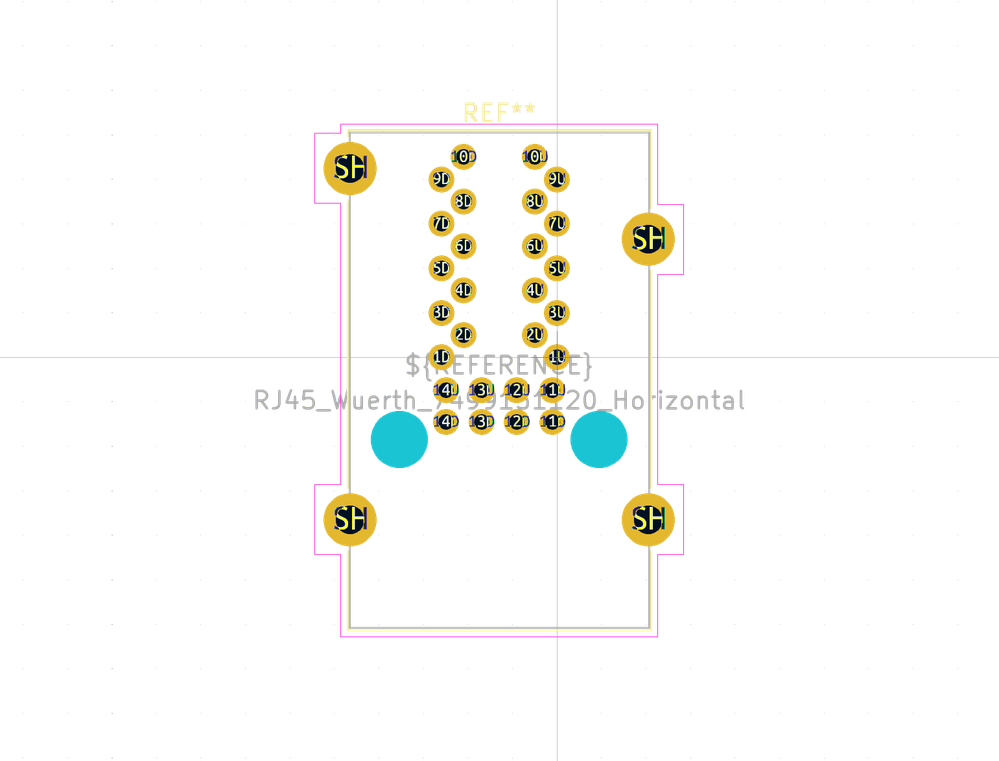 REF**
10D 10U
SH
9D 9U
8D 8U
7D 7U
SH
6D 6U
5D 5U
4D 4U
3D 3U
2D 2U
1D 1U
${REFERENCE}
14U 13U 12U 11U
RJ45_Wuerth_7499151120_Horizontal
14D 13D 12D 11D
SH SH